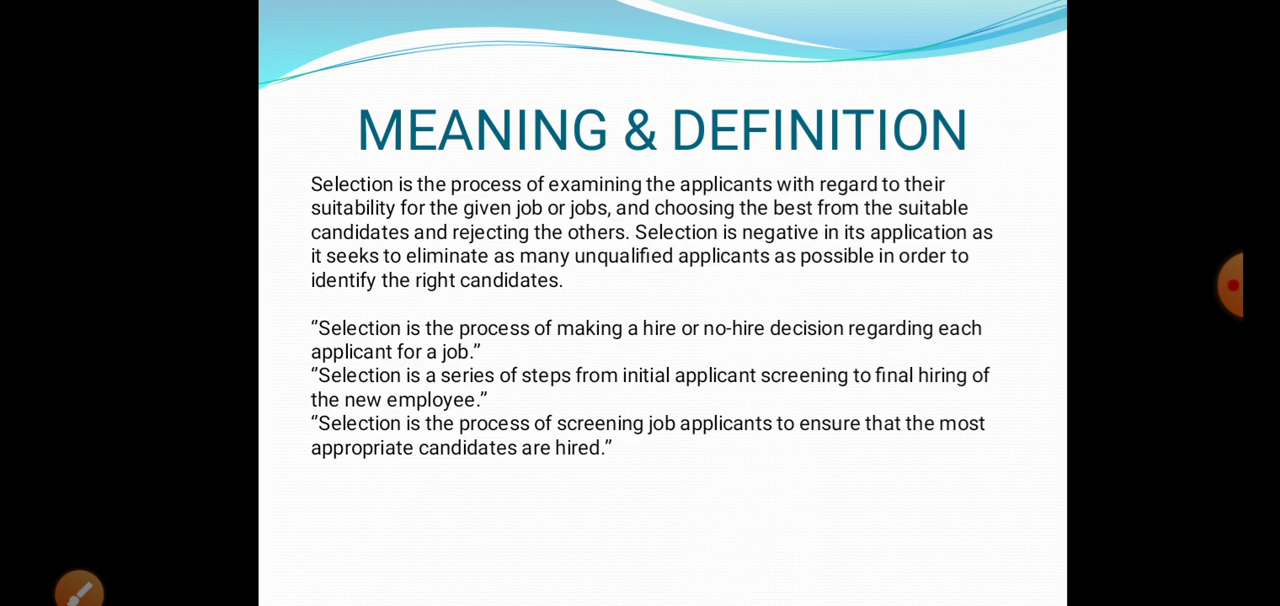 MEANING & DEFINITION
Selection is the process of examining the applicants with regard to their
suitability for the given job or jobs, and choosing the best from the suitable
candidates and rejecting the others. Selection is negative in its application as
it seeks to eliminate as many unqualified applicants as possible in order to
identify the right candidates.
“Selection is the process of making a hire or no-hire decision regarding each
applicant for a job.”
“Selection is a series of steps from initial applicant screening to final hiring of
the new employee.”
“Selection is the process of screening job applicants to ensure that the most
appropriate candidates are hired.”